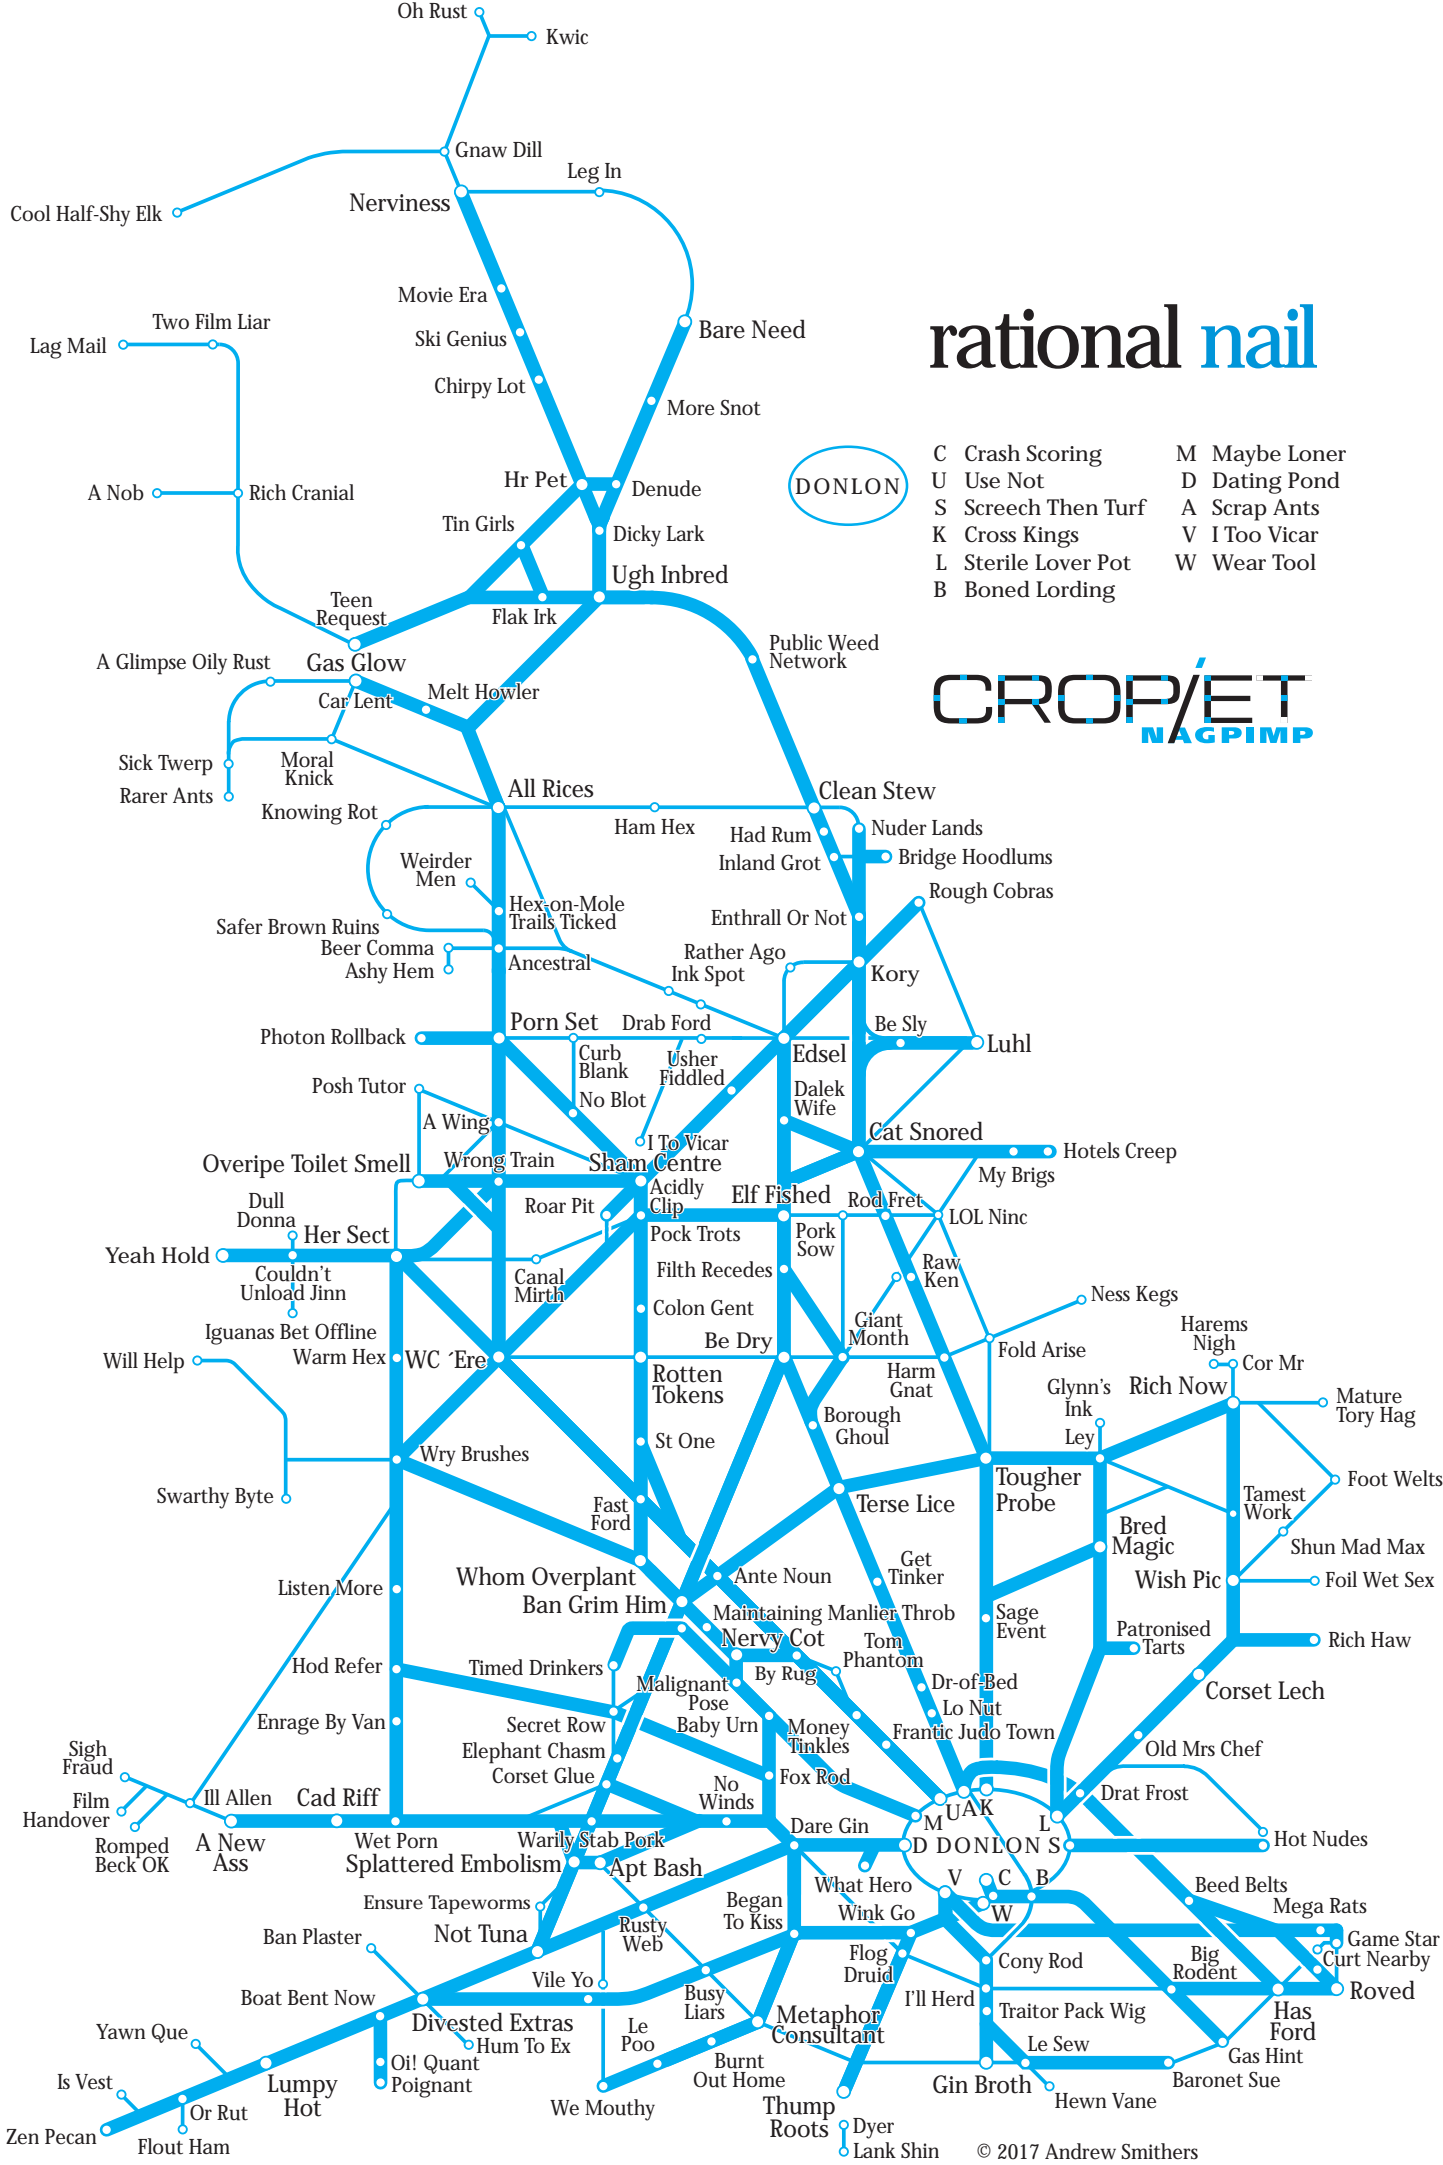 Oh Rust
Kwic
Gnaw Dill
Leg In
Nerviness
Cool Half-Shy Elk
Movie Era
Two Film Liar
Bare Need
Ski Genius
Lag Mail
Chirpy Lot
More Snot
rational nail
Hr Pet
Denude
A Nob
Rich Cranial
Tin Girls
Dicky Lark
Ugh Inbred
DONLON
C Crash Scoring
U Use Not
S Screech Then Turf
K Cross Kings
L Sterile Lover Pot
B Boned Lording
M Maybe Loner
D Dating Pond
A Scrap Ants
V I Too Vicar
W Wear Tool
Teen
Request
Flak Irk
Public Weed
Network
A Glimpse Oily Rust
Gas Glow
Car Lent
Melt Howler
CROP/ET
NAGPIMP
Sick Twerp
Moral
Knick
Rarer Ants
All Rices
Clean Stew
Knowing Rot
Ham Hex
Had Rum
Nuder Lands
Inland Grot
Bridge Hoodlums
Weirder
Men
Rough Cobras
Hex-on-Mole
Trails Ticked
Enthrall Or Not
Safer Brown Ruins
Beer Comma
Ashy Hem
Ancestral
Rather Ago
Ink Spot
Kory
Porn Set
Drab Ford
Be Sly
Photon Rollback
Luhl
Curb
Blank
Usher
Fiddled
Edsel
Posh Tutor
No Blot
Dalek
Wife
A Wing
I To Vicar
Cat Snored
Hotels Creep
My Brigs
Overipe Toilet Smell
Wrong Train
Sham Centre
Acidly
Clip
Elf Fished
Rod Fret
LOL Ninc
Dull
Donna
Roar Pit
Her Sect
Pock Trots
Pork
Sow
Yeah Hold
Couldn't
Unload Jinn
Canal
Mirth
Filth Recedes
Raw
Ken
Iguanas Bet Offline
Colon Gent
Ness Kegs
Giant
Month
Harems
Nigh
Will Help
Warm Hex
WC ´Ere
Be Dry
Fold Arise
Cor Mr
Rotten
Tokens
Harm
Gnat
Glynn's
Ink
Rich Now
Mature
Tory Hag
Borough
Ghoul
Ley
Wry Brushes
St One
Swarthy Byte
Tougher
Probe
Foot Welts
Fast
Ford
Terse Lice
Tamest
Work
Bred
Magic
Shun Mad Max
Whom Overplant
Ante Noun
Get
Tinker
Wish Pic
Foil Wet Sex
Listen More
Ban Grim Him
Maintaining Manlier Throb
Sage
Event
Nervy Cot
Tom
Phantom
Patronised
Tarts
Rich Haw
Hod Refer
Timed Drinkers
By Rug
Malignant
Pose
Dr-of-Bed
Corset Lech
Enrage By Van
Secret Row
Baby Urn
Money
Tinkles
Lo Nut
Frantic Judo Town
Sigh
Fraud
Elephant Chasm
Corset Glue
Fox Rod
Old Mrs Chef
Film
Handover
Ill Allen
Cad Riff
No
Winds
Drat Frost
Romped
Beck OK
A New
Ass
Wet Porn
Warily Stab Pork
Dare Gin
M
U
A
K
L
D DONLON S
Hot Nudes
Splattered Embolism
Apt Bash
What Hero
V
C
B
W
Beed Belts
Ensure Tapeworms
Began
To Kiss
Wink Go
Mega Rats
Not Tuna
Rusty
Web
Ban Plaster
Flog
Druid
Cony Rod
Big
Rodent
Game Star
Curt Nearby
Vile Yo
Boat Bent Now
Busy
Liars
I'll Herd
Roved
Divested Extras
Metaphor
Consultant
Traitor Pack Wig
Has
Ford
Yawn Que
Hum To Ex
Le
Poo
Le Sew
Gas Hint
Oi! Quant
Poignant
Burnt
Out Home
Is Vest
Lumpy
Hot
Gin Broth
Baronet Sue
Or Rut
We Mouthy
Hewn Vane
Thump
Roots
Zen Pecan
Flout Ham
Dyer
Lank Shin
© 2017 Andrew Smithers